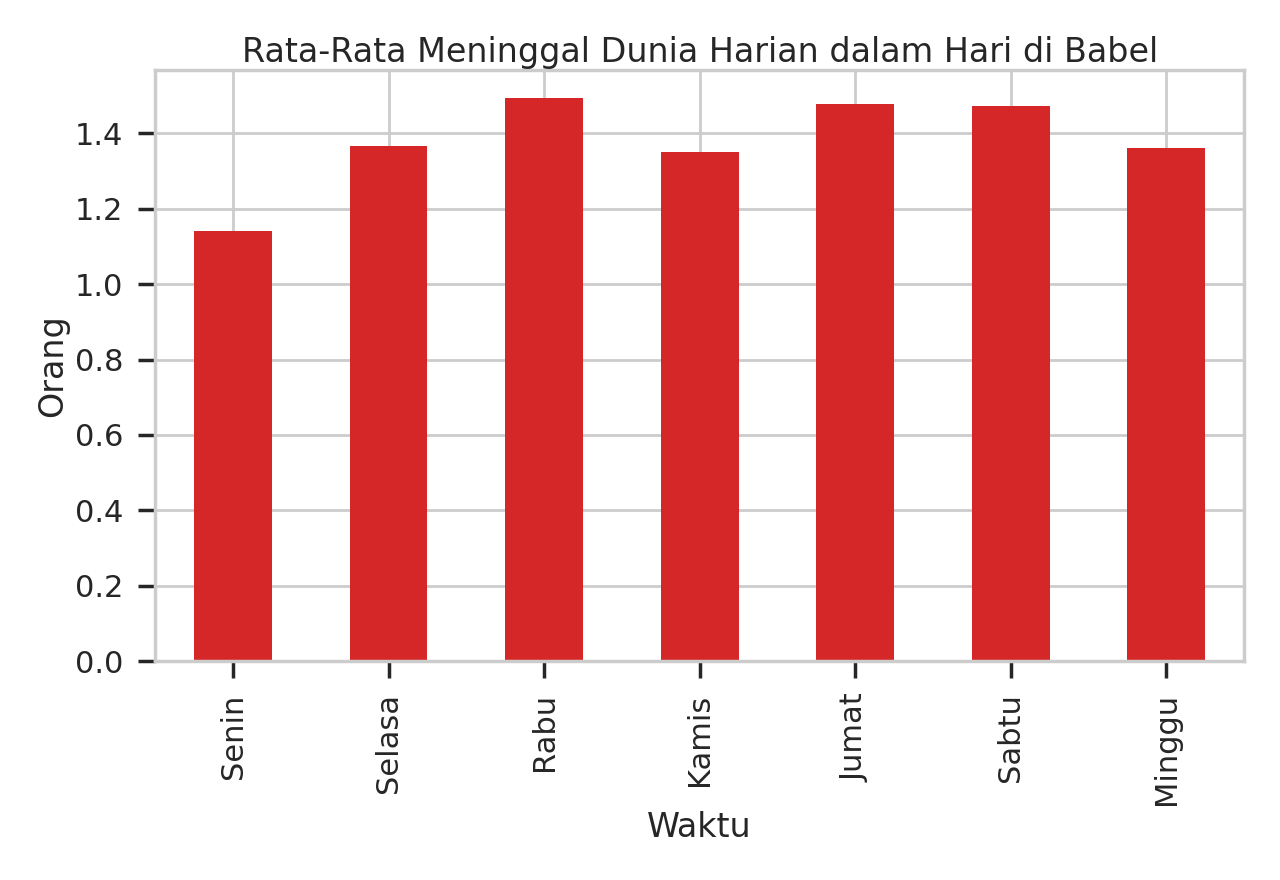 Rata-Rata Meninggal Dunia Harian dalam Hari di Babel
1.4
1.2
1.0
0.8
0.6
0.4
0.2
0.0
Orang
Senin
Selasa
Rabu
Kamis
Jumat
Sabtu
Minggu
Waktu